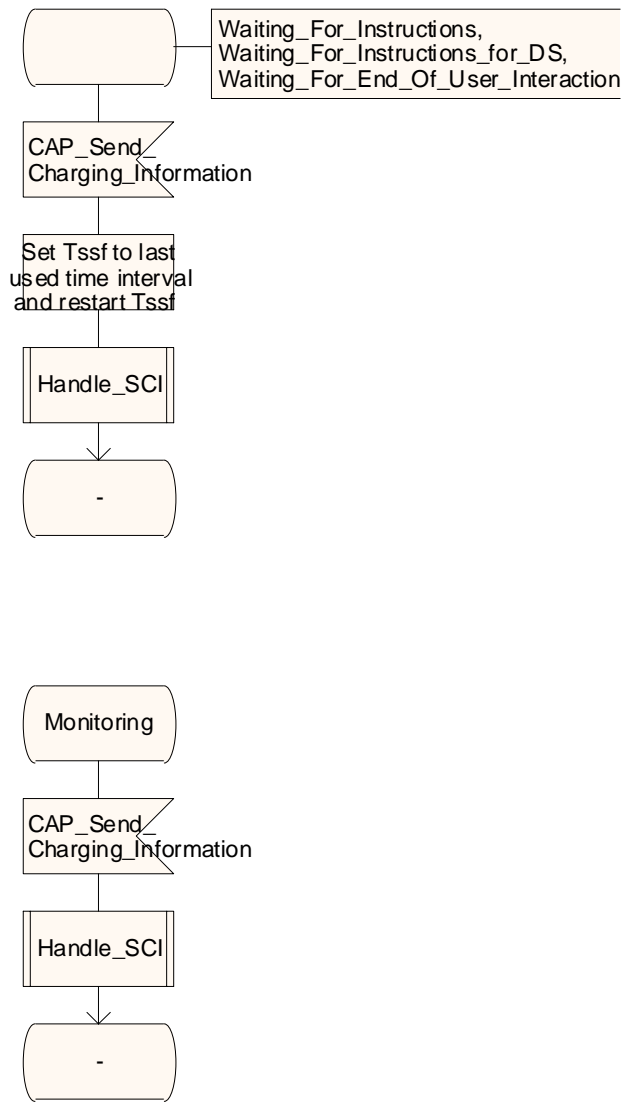 Waiting_For_Instructions,
Waiting_For_Instructions_for_DS,
Waiting_For_End_Of_User_Interaction
CAP_Send_
Charging_Information
Set Tssf to last
used time interval
and restart Tssf
Handle_SCI
-
Monitoring
CAP_Send_
Charging_Information
Handle_SCI
-